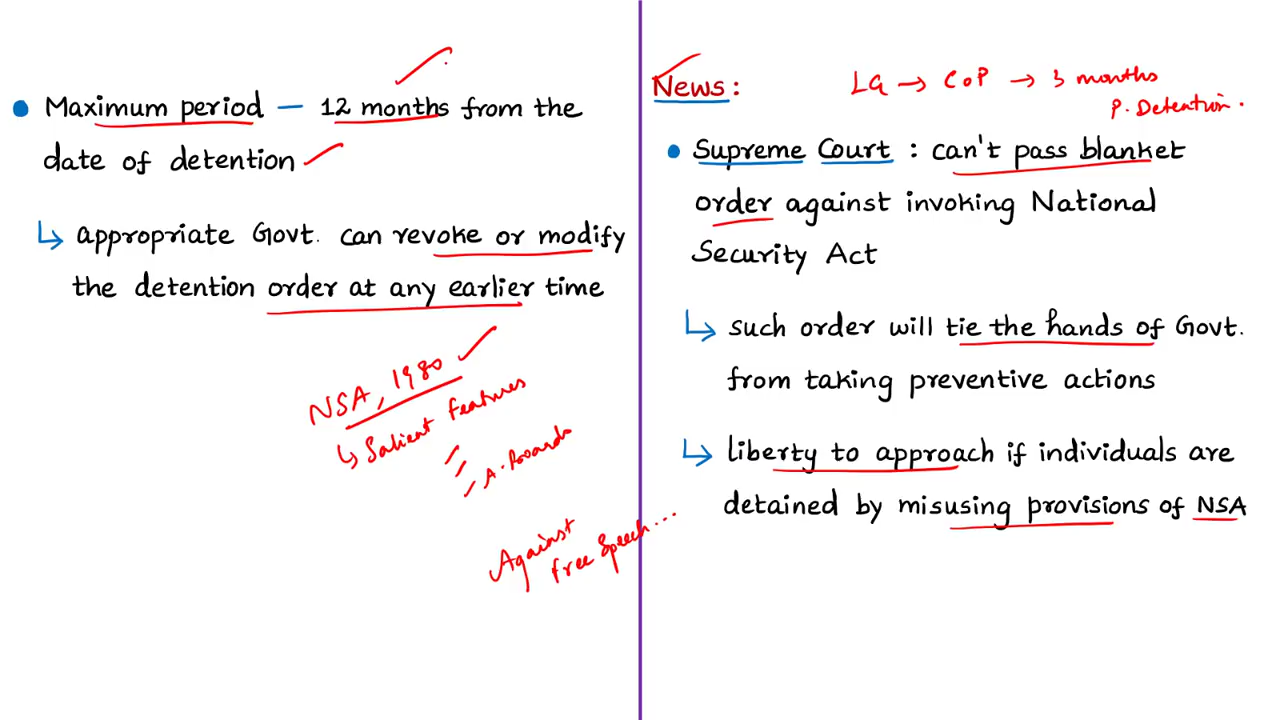 • Maximum period — 12 months from the
date of detention
↳ appropriate Govt. can revoke or modify
the detention order at any earlier time
NSA, 1980
↳ Salient features
A. Boards
Against
free speech...
News:
LG → CoP → 3 months
P. Detention.
• Supreme Court : can't pass blanket
order against invoking National
Security Act
↳ such order will tie the hands of Govt.
from taking preventive actions
↳ liberty to approach if individuals are
detained by misusing provisions of NSA